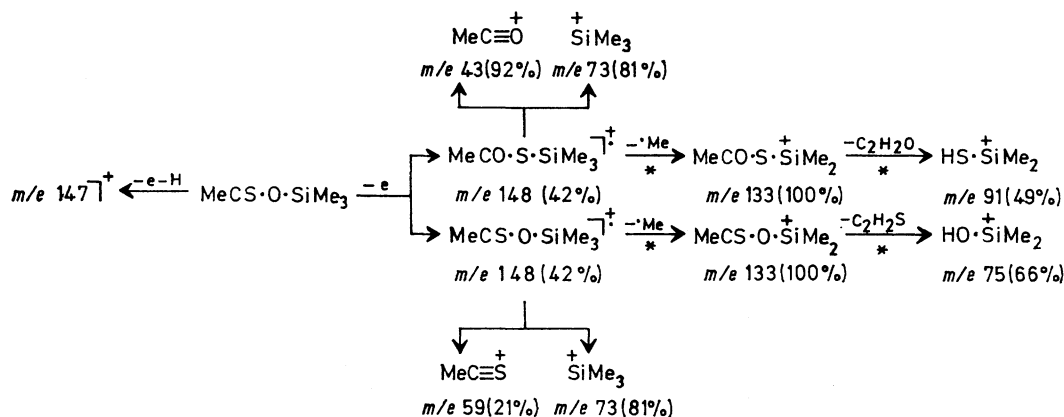 MeC≡O⁺ ⁺SiMe₃
m/e 43(92%) m/e 73(81%)
MeCO·S·SiMe₃⎤⁺· −·Me * MeCO·S·S⁺iMe₂ −C₂H₂O * HS·S⁺iMe₂
m/e 148 (42%) m/e 133(100%) m/e 91(49%)
m/e 147⎤⁺ −e−H MeCS·O·SiMe₃ −e
MeCS·O·SiMe₃⎤⁺· −·Me * MeCS·O·S⁺iMe₂ −C₂H₂S * HO·S⁺iMe₂
m/e 148(42%) m/e 133(100%) m/e 75(66%)
MeC≡S⁺ ⁺SiMe₃
m/e 59(21%) m/e 73(81%)